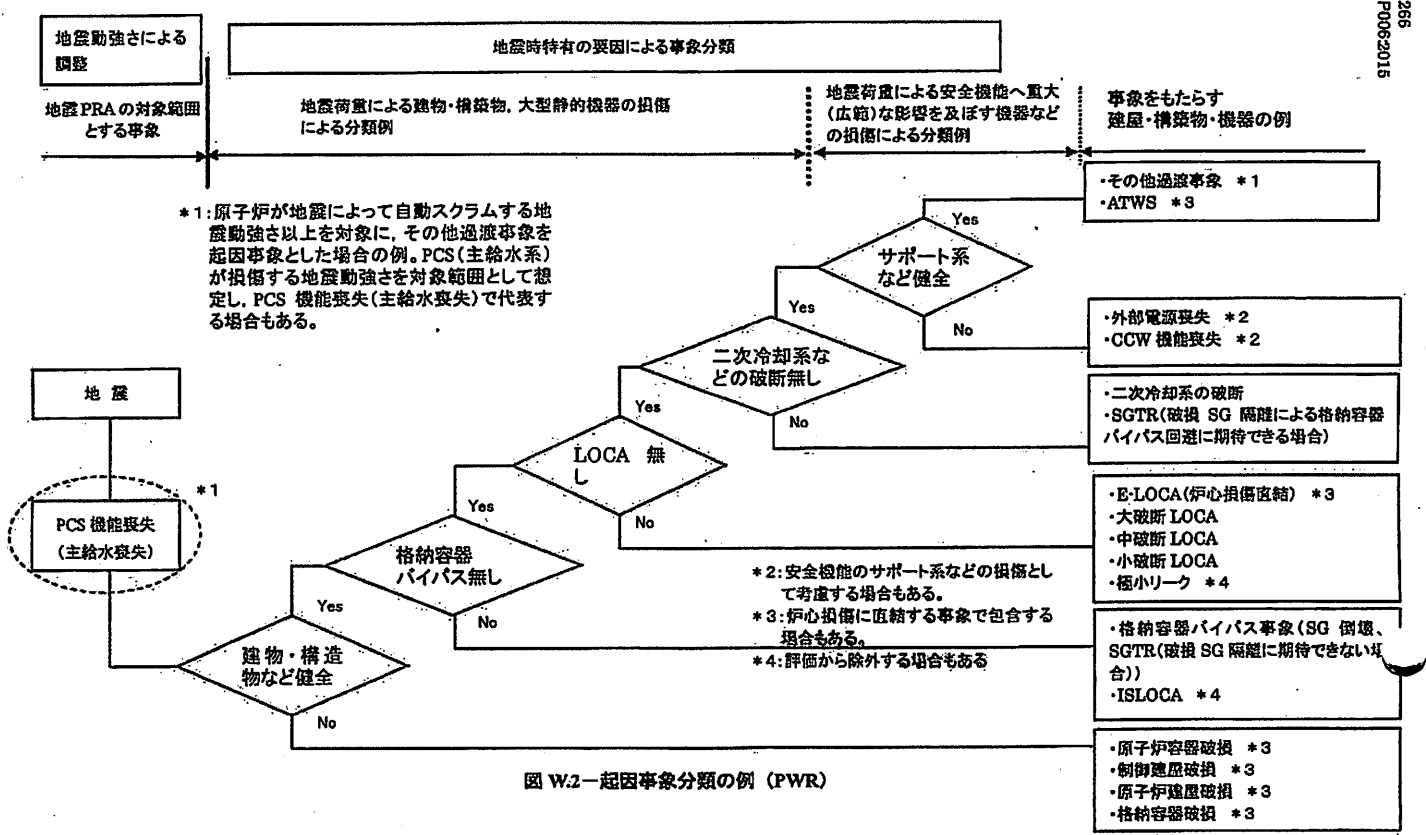 266
P0062015
地震動強さによる
調整
地震時特有の要因による事象分類
地震PRAの対象範囲
とする事象
地震荷重による建物・構築物,大型静的機器の損傷
による分類例
地震荷重による安全機能へ重大
(広範)な影響を及ぼす機器など
の損傷による分類例
事象をもたらす
建屋・構築物・機器の例
*1:原子炉が地震によって自動スクラムする地
震動強さ以上を対象に,その他過渡事象を
起因事象とした場合の例。PCS(主給水系)
が損傷する地震動強さを対象範囲として想
定し,PCS 機能喪失(主給水喪失)で代表す
る場合もある。
・その他過渡事象 *1
・ATWS *3
Yes
サポート系
など健全
No
・外部電源喪失 *2
・CCW 機能喪失 *2
Yes
二次冷却系な
どの破断無し
No
・二次冷却系の破断
・SGTR(破損 SG 隔離による格納容器
バイパス回避に期待できる場合)
地 震
Yes
LOCA 無
し
No
・E-LOCA(炉心損傷直結) *3
・大破断 LOCA
・中破断 LOCA
・小破断 LOCA
・極小リーク *4
*1
PCS 機能喪失
(主給水喪失)
Yes
格納容器
バイパス無し
No
*2:安全機能のサポート系などの損傷とし
て考慮する場合もある。
*3:炉心損傷に直結する事象で包含する
場合もある。
*4:評価から除外する場合もある
・格納容器バイパス事象(SG 倒壊、
SGTR(破損 SG 隔離に期待できない場
合))
・ISLOCA *4
Yes
建物・構造
物など健全
No
・原子炉容器破損 *3
・制御建屋破損 *3
・原子炉建屋破損 *3
・格納容器破損 *3
図 W.2－起因事象分類の例(PWR)